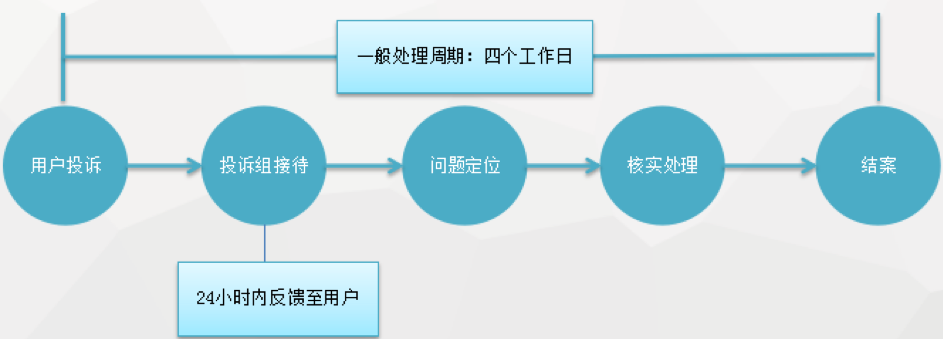 一般处理周期：四个工作日
用户投诉
投诉组接待
问题定位
核实处理
结案
24小时内反馈至用户